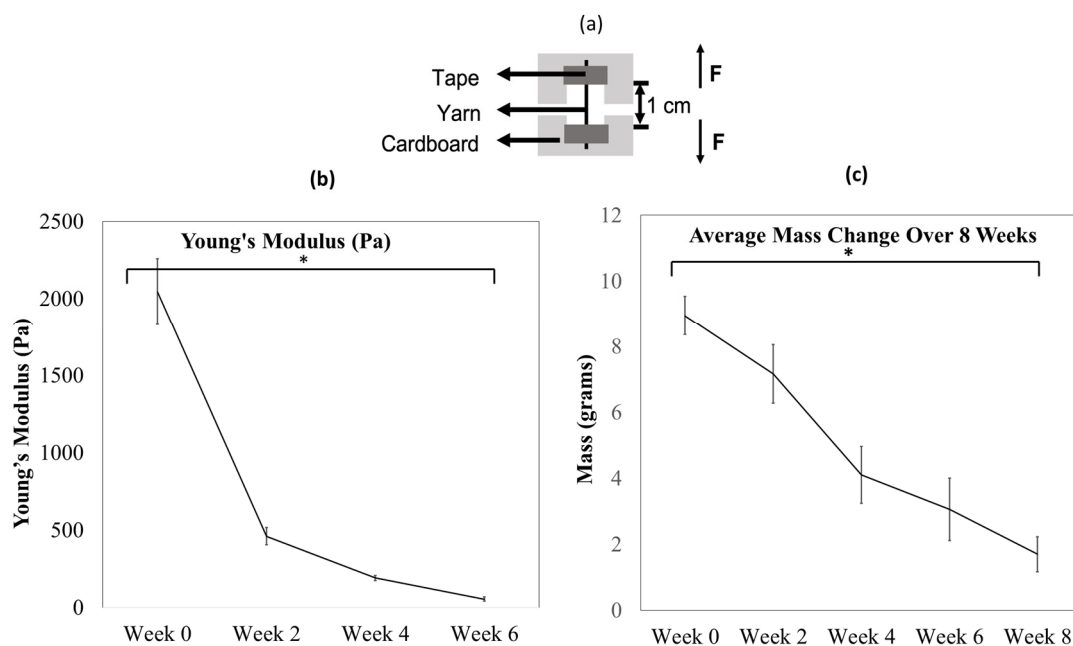 (a)
Tape
Yarn
Cardboard
1 cm
F
F
(b)
Young's Modulus (Pa)
*
Young’s Modulus (Pa)
2500
2000
1500
1000
500
0
Week 0 Week 2 Week 4 Week 6
(c)
Average Mass Change Over 8 Weeks
*
Mass (grams)
12
10
8
6
4
2
0
Week 0 Week 2 Week 4 Week 6 Week 8